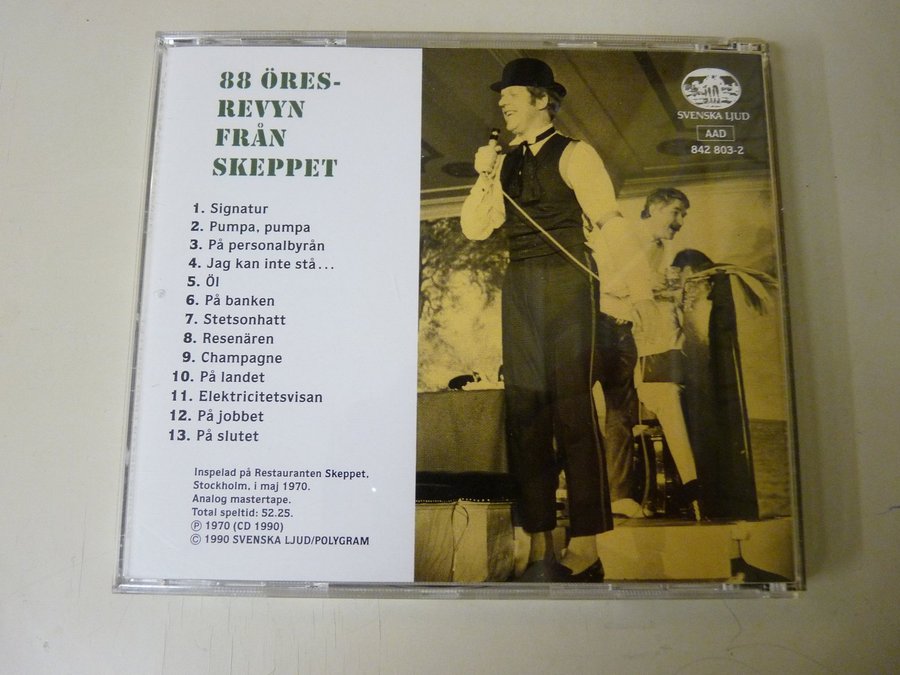 88 ÖRES-
REVYN
FRÅN
SKEPPET
1. Signatur
2. Pumpa, pumpa
3. På personalbyrån
4. Jag kan inte stå...
5. Öl
6. På banken
7. Stetsonhatt
8. Resenären
9. Champagne
10. På landet
11. Elektricitetsvisan
12. På jobbet
13. På slutet
Inspelad på Restauranten Skeppet,
Stockholm, i maj 1970.
Analog mastertape.
Total speltid: 52.25.
℗ 1970 (CD 1990)
© 1990 SVENSKA LJUD/POLYGRAM
SVENSKA LJUD
AAD
842 803-2